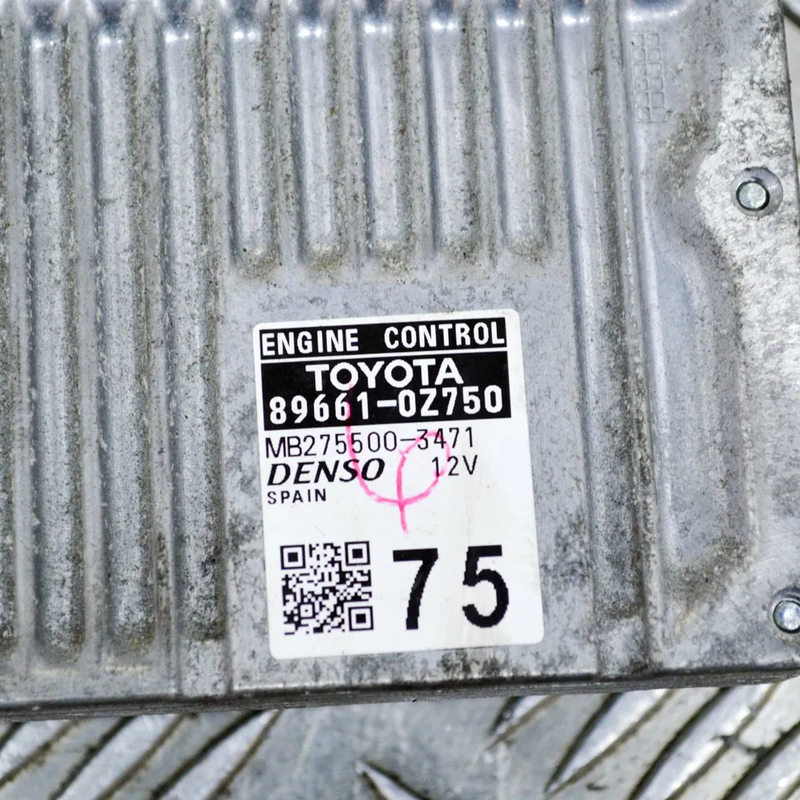 ENGINE CONTROL
TOYOTA
89661-0Z750
MB275500-3471
DENSO 12V
SPAIN
75